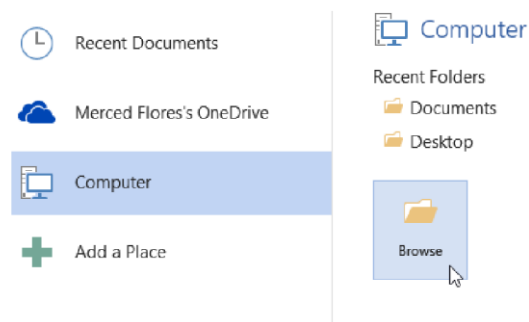 Recent Documents
Merced Flores's OneDrive
Computer
Add a Place
Computer
Recent Folders
Documents
Desktop
Browse